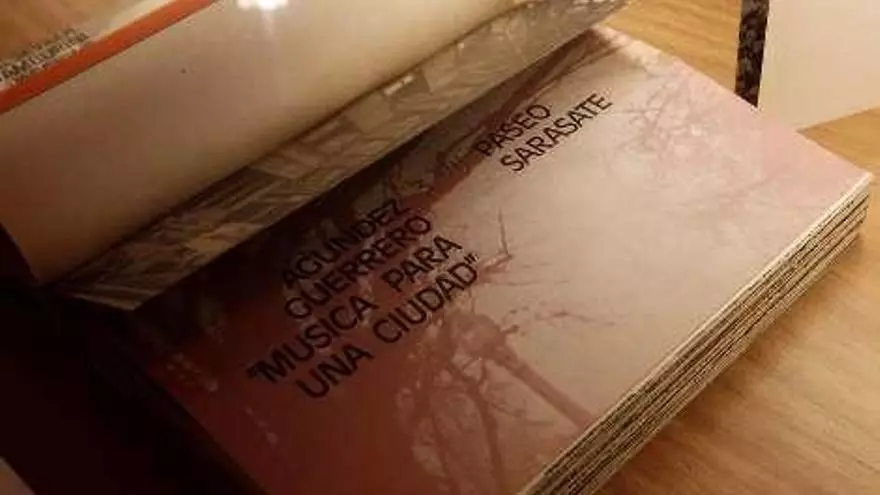 PASEO
SARASATE
AGUNDEZ
GUERRERO
"MUSICA PARA
UNA CIUDAD"